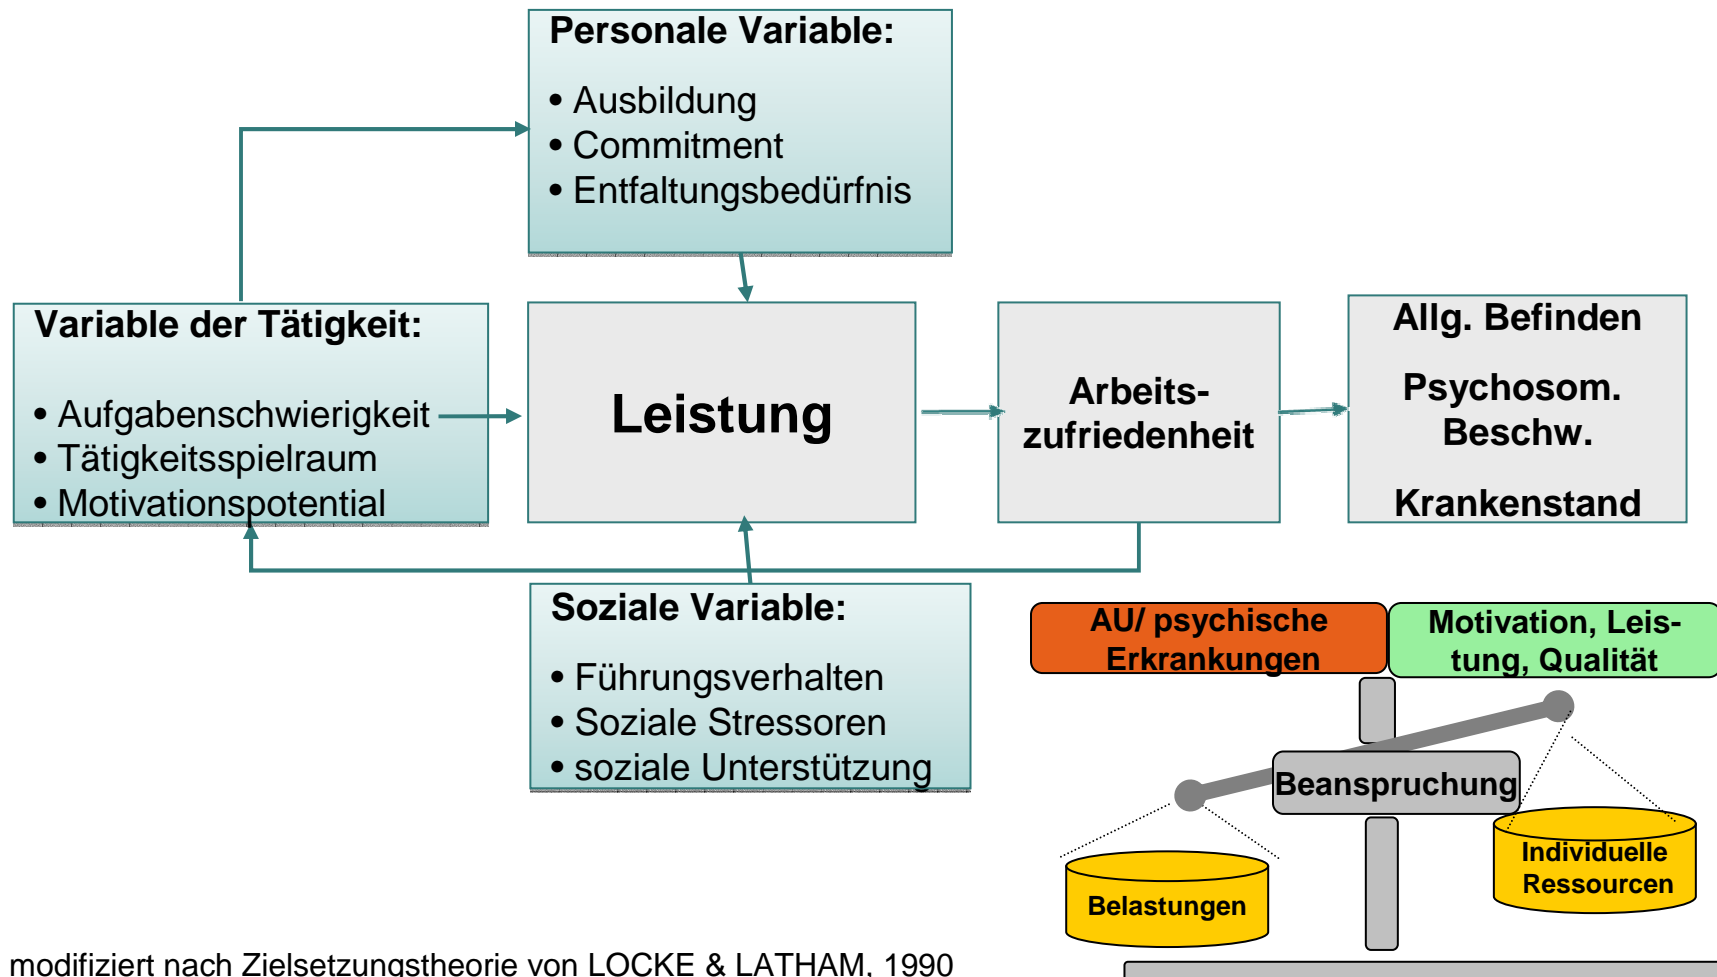 Personale Variable:
• Ausbildung
• Commitment
• Entfaltungsbedürfnis
Variable der Tätigkeit:
• Aufgabenschwierigkeit
• Tätigkeitsspielraum
• Motivationspotential
Leistung
Arbeits-
zufriedenheit
Allg. Befinden
Psychosom.
Beschw.
Krankenstand
Soziale Variable:
• Führungsverhalten
• Soziale Stressoren
• soziale Unterstützung
AU/ psychische
Erkrankungen
Motivation, Leis-
tung, Qualität
Beanspruchung
Individuelle
Ressourcen
Belastungen
modifiziert nach Zielsetzungstheorie von LOCKE & LATHAM, 1990